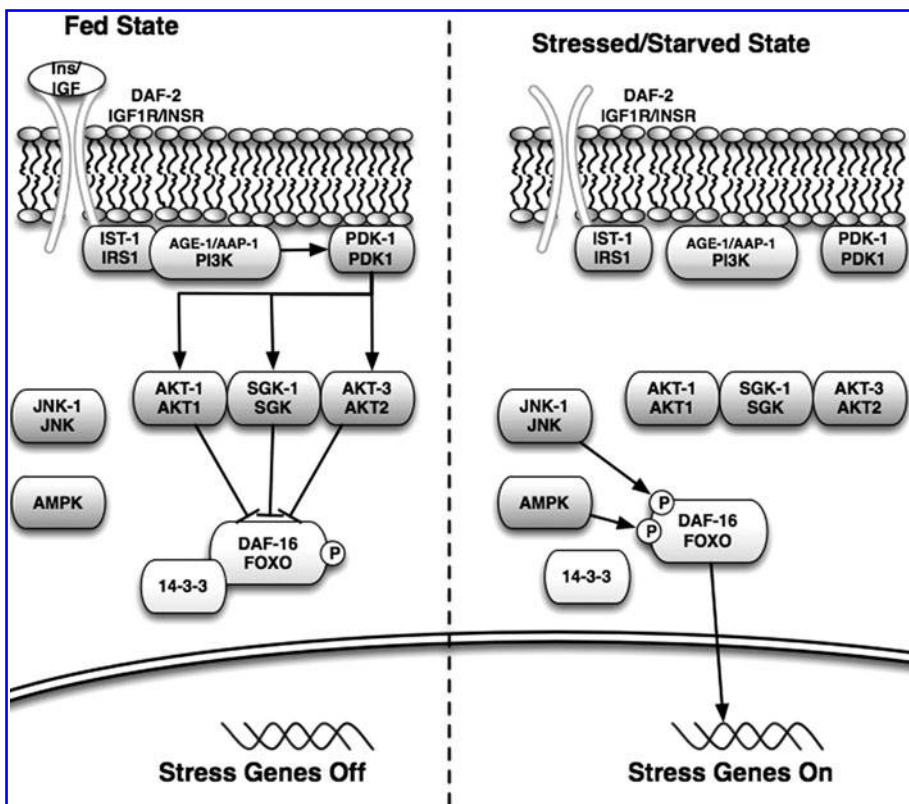 Fed State
Ins/
IGF
DAF-2
IGF1R/INSR
IST-1
IRS1
AGE-1/AAP-1
PI3K
PDK-1
PDK1
AKT-1
AKT1
SGK-1
SGK
AKT-3
AKT2
JNK-1
JNK
AMPK
DAF-16
FOXO
P
14-3-3
Stress Genes Off
Stressed/Starved State
DAF-2
IGF1R/INSR
IST-1
IRS1
AGE-1/AAP-1
PI3K
PDK-1
PDK1
AKT-1
AKT1
SGK-1
SGK
AKT-3
AKT2
JNK-1
JNK
AMPK
P
P
DAF-16
FOXO
14-3-3
Stress Genes On